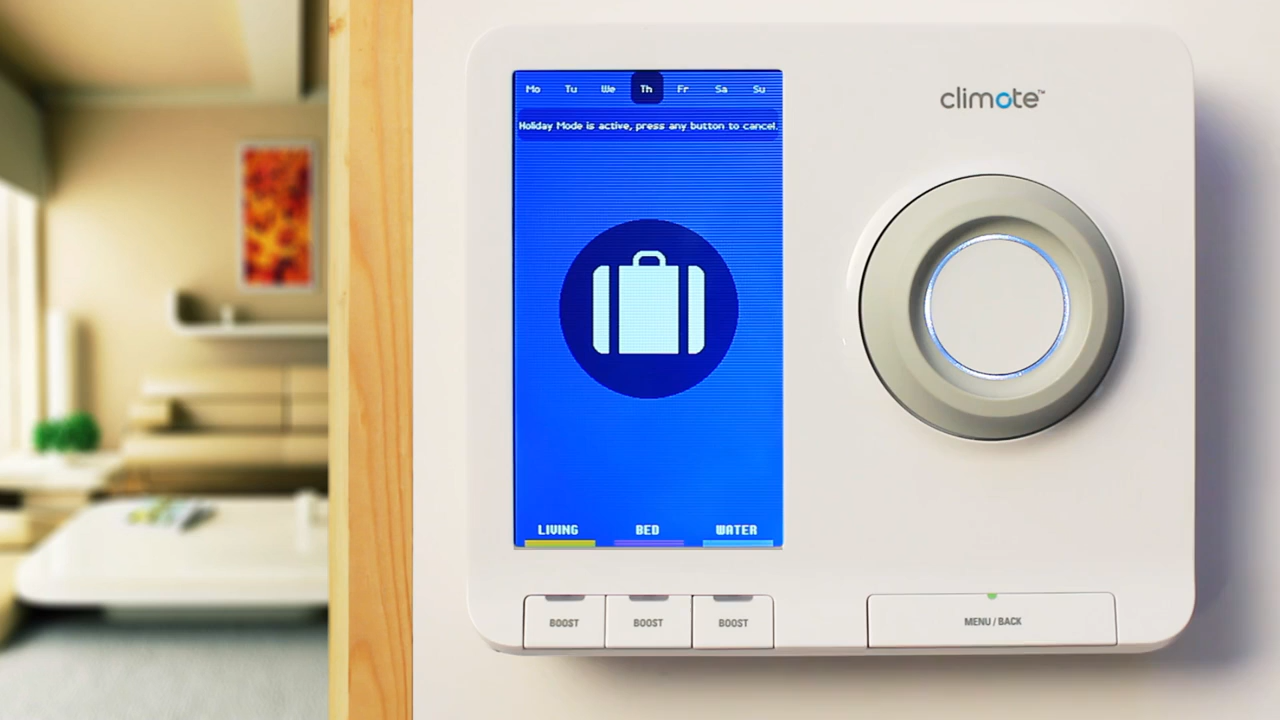 Mo Tu We Th Fr Sa Su
Holiday Mode is active, press any button to cancel.
climote™
LIVING BED WATER
BOOST BOOST BOOST
MENU / BACK